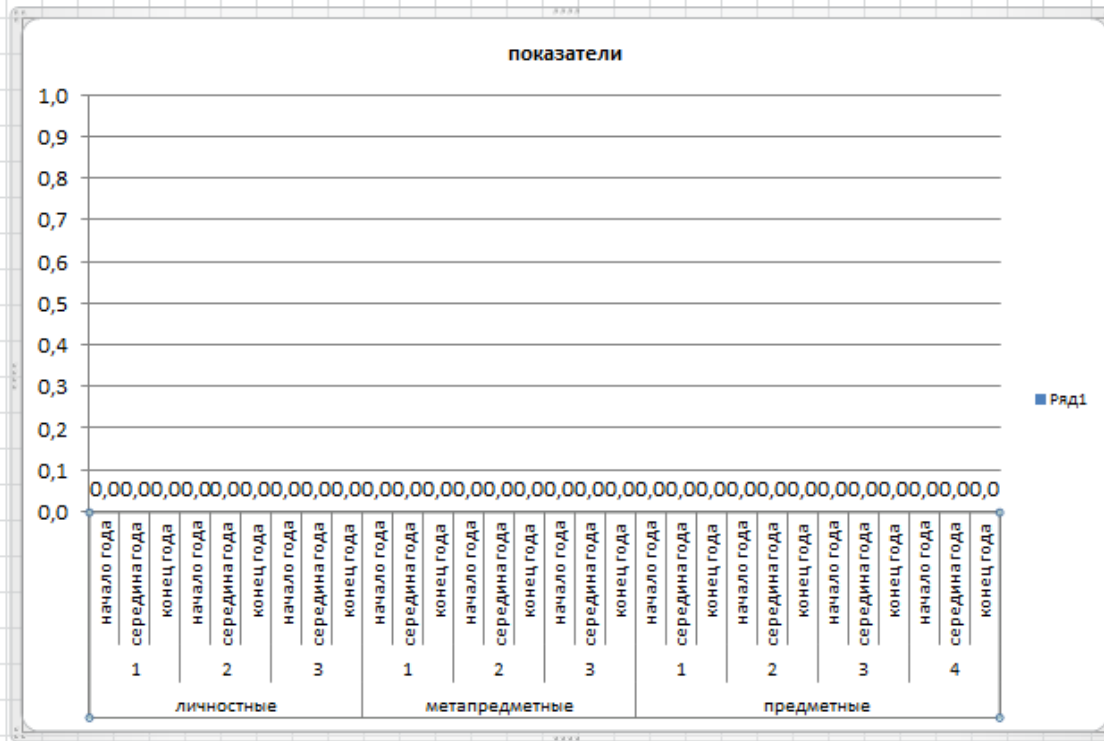 показатели
1,0
0,9
0,8
0,7
0,6
0,5
0,4
0,3
0,2
0,1
0,0
Ряд1
0,00,00,00,00,00,00,00,00,00,00,00,00,00,00,00,00,00,00,00,00,00,00,00,00,00,00,00,00,00,0
начало года
середина года
конец года
начало года
середина года
конец года
начало года
середина года
конец года
начало года
середина года
конец года
начало года
середина года
конец года
начало года
середина года
конец года
начало года
середина года
конец года
начало года
середина года
конец года
начало года
середина года
конец года
начало года
середина года
конец года
1 2 3 1 2 3 1 2 3 4
личностные метапредметные предметные